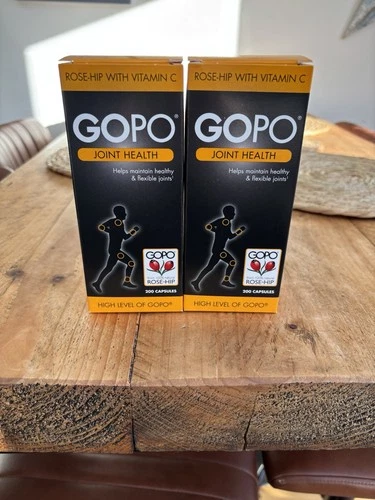 ROSE-HIP WITH VITAMIN C
GOPO®
JOINT HEALTH
Helps maintain healthy
& flexible joints¹
GOPO
ROSE-HIP
200 CAPSULES
HIGH LEVEL OF GOPO®
ROSE-HIP WITH VITAMIN C
GOPO®
JOINT HEALTH
Helps maintain healthy
& flexible joints¹
GOPO
ROSE-HIP
200 CAPSULES
HIGH LEVEL OF GOPO®